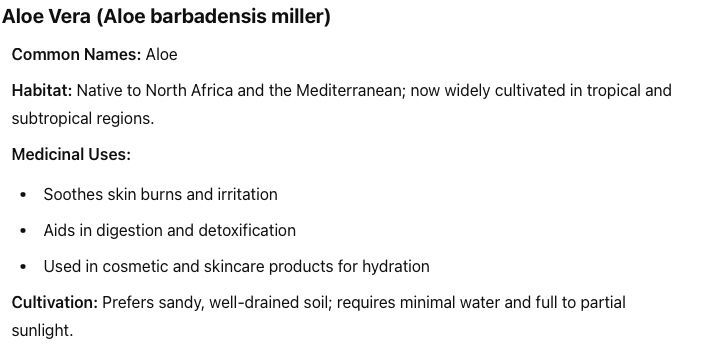 Aloe Vera (Aloe barbadensis miller)
Common Names: Aloe
Habitat: Native to North Africa and the Mediterranean; now widely cultivated in tropical and
subtropical regions.
Medicinal Uses:
• Soothes skin burns and irritation
• Aids in digestion and detoxification
• Used in cosmetic and skincare products for hydration
Cultivation: Prefers sandy, well-drained soil; requires minimal water and full to partial
sunlight.